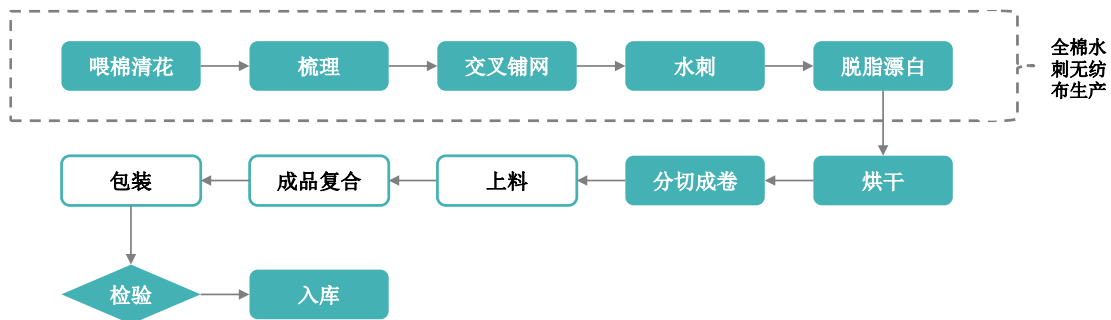 喂棉清花
梳理
交叉铺网
水刺
脱脂漂白
全棉水
刺无纺
布生产
包装
成品复合
上料
分切成卷
烘干
检验
入库